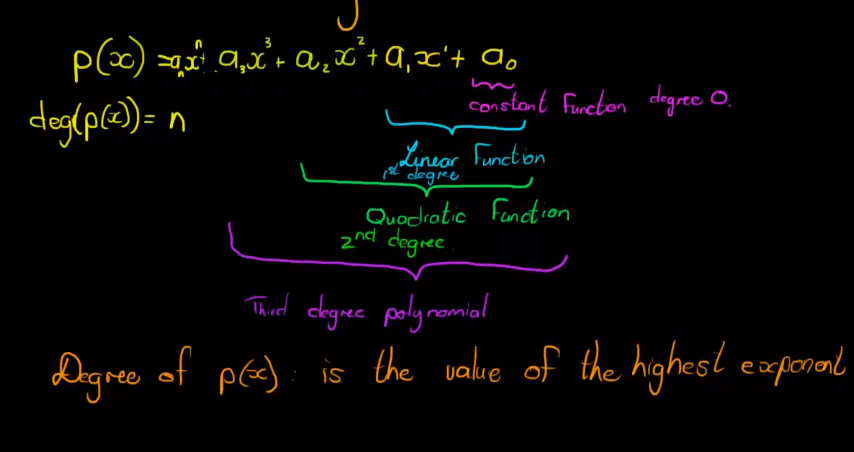 p(x) = aₙxⁿ + .. a₃x³ + a₂x² + a₁x¹ + a₀
constant Function degree 0.
deg(p(x)) = n
Linear Function
1st degree
Quadratic Function
2nd degree.
Third degree polynomial.
Degree of p(x): is the value of the highest exponent